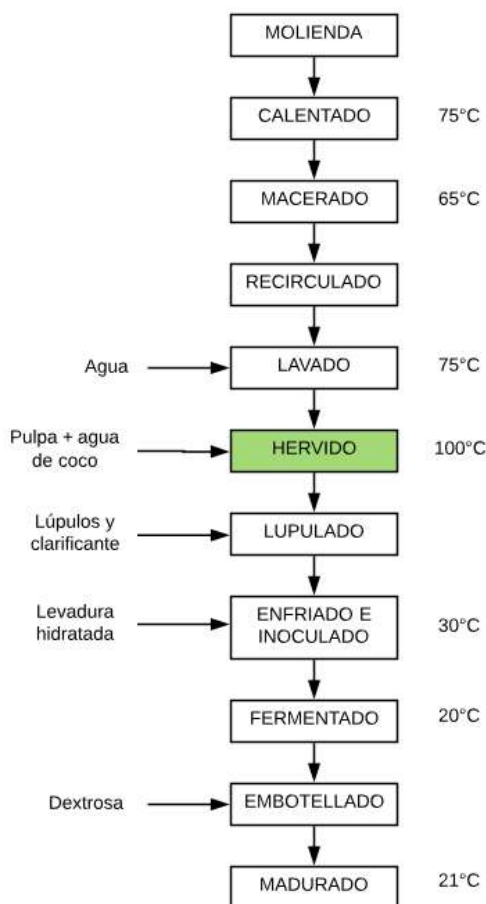 MOLIENDA
CALENTADO 75°C
MACERADO 65°C
RECIRCULADO
Agua LAVADO 75°C
Pulpa + agua
de coco
HERVIDO 100°C
Lúpulos y
clarificante
LUPULADO
Levadura
hidratada
ENFRIADO E
INOCULADO
30°C
FERMENTADO 20°C
Dextrosa EMBOTELLADO
MADURADO 21°C